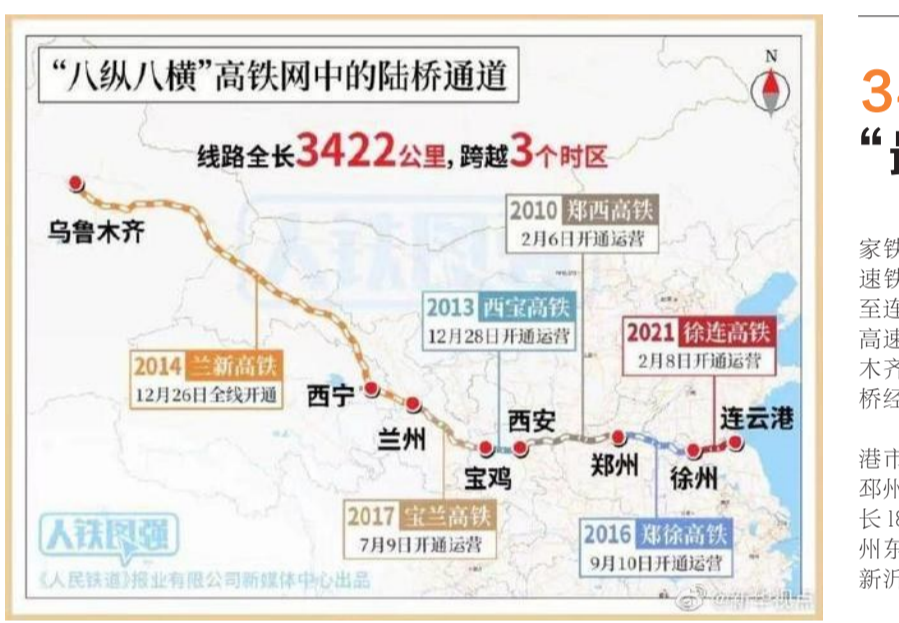 “八纵八横”高铁网中的陆桥通道
N
线路全长3422公里,跨越3个时区
乌鲁木齐
2010 郑西高铁
2月6日开通运营
2013 西宝高铁
12月28日开通运营
2021 徐连高铁
2月8日开通运营
2014 兰新高铁
12月26日全线开通
西宁
兰州
宝鸡
西安
郑州
徐州
连云港
2017 宝兰高铁
7月9日开通运营
2016 郑徐高铁
9月10日开通运营
人铁图强
《人民铁道》报业有限公司新媒体中心出品
@新华视点
3
“
家铁
速铁
至连
高速
木齐
桥经
港市
邳州
长18
州东
新沂